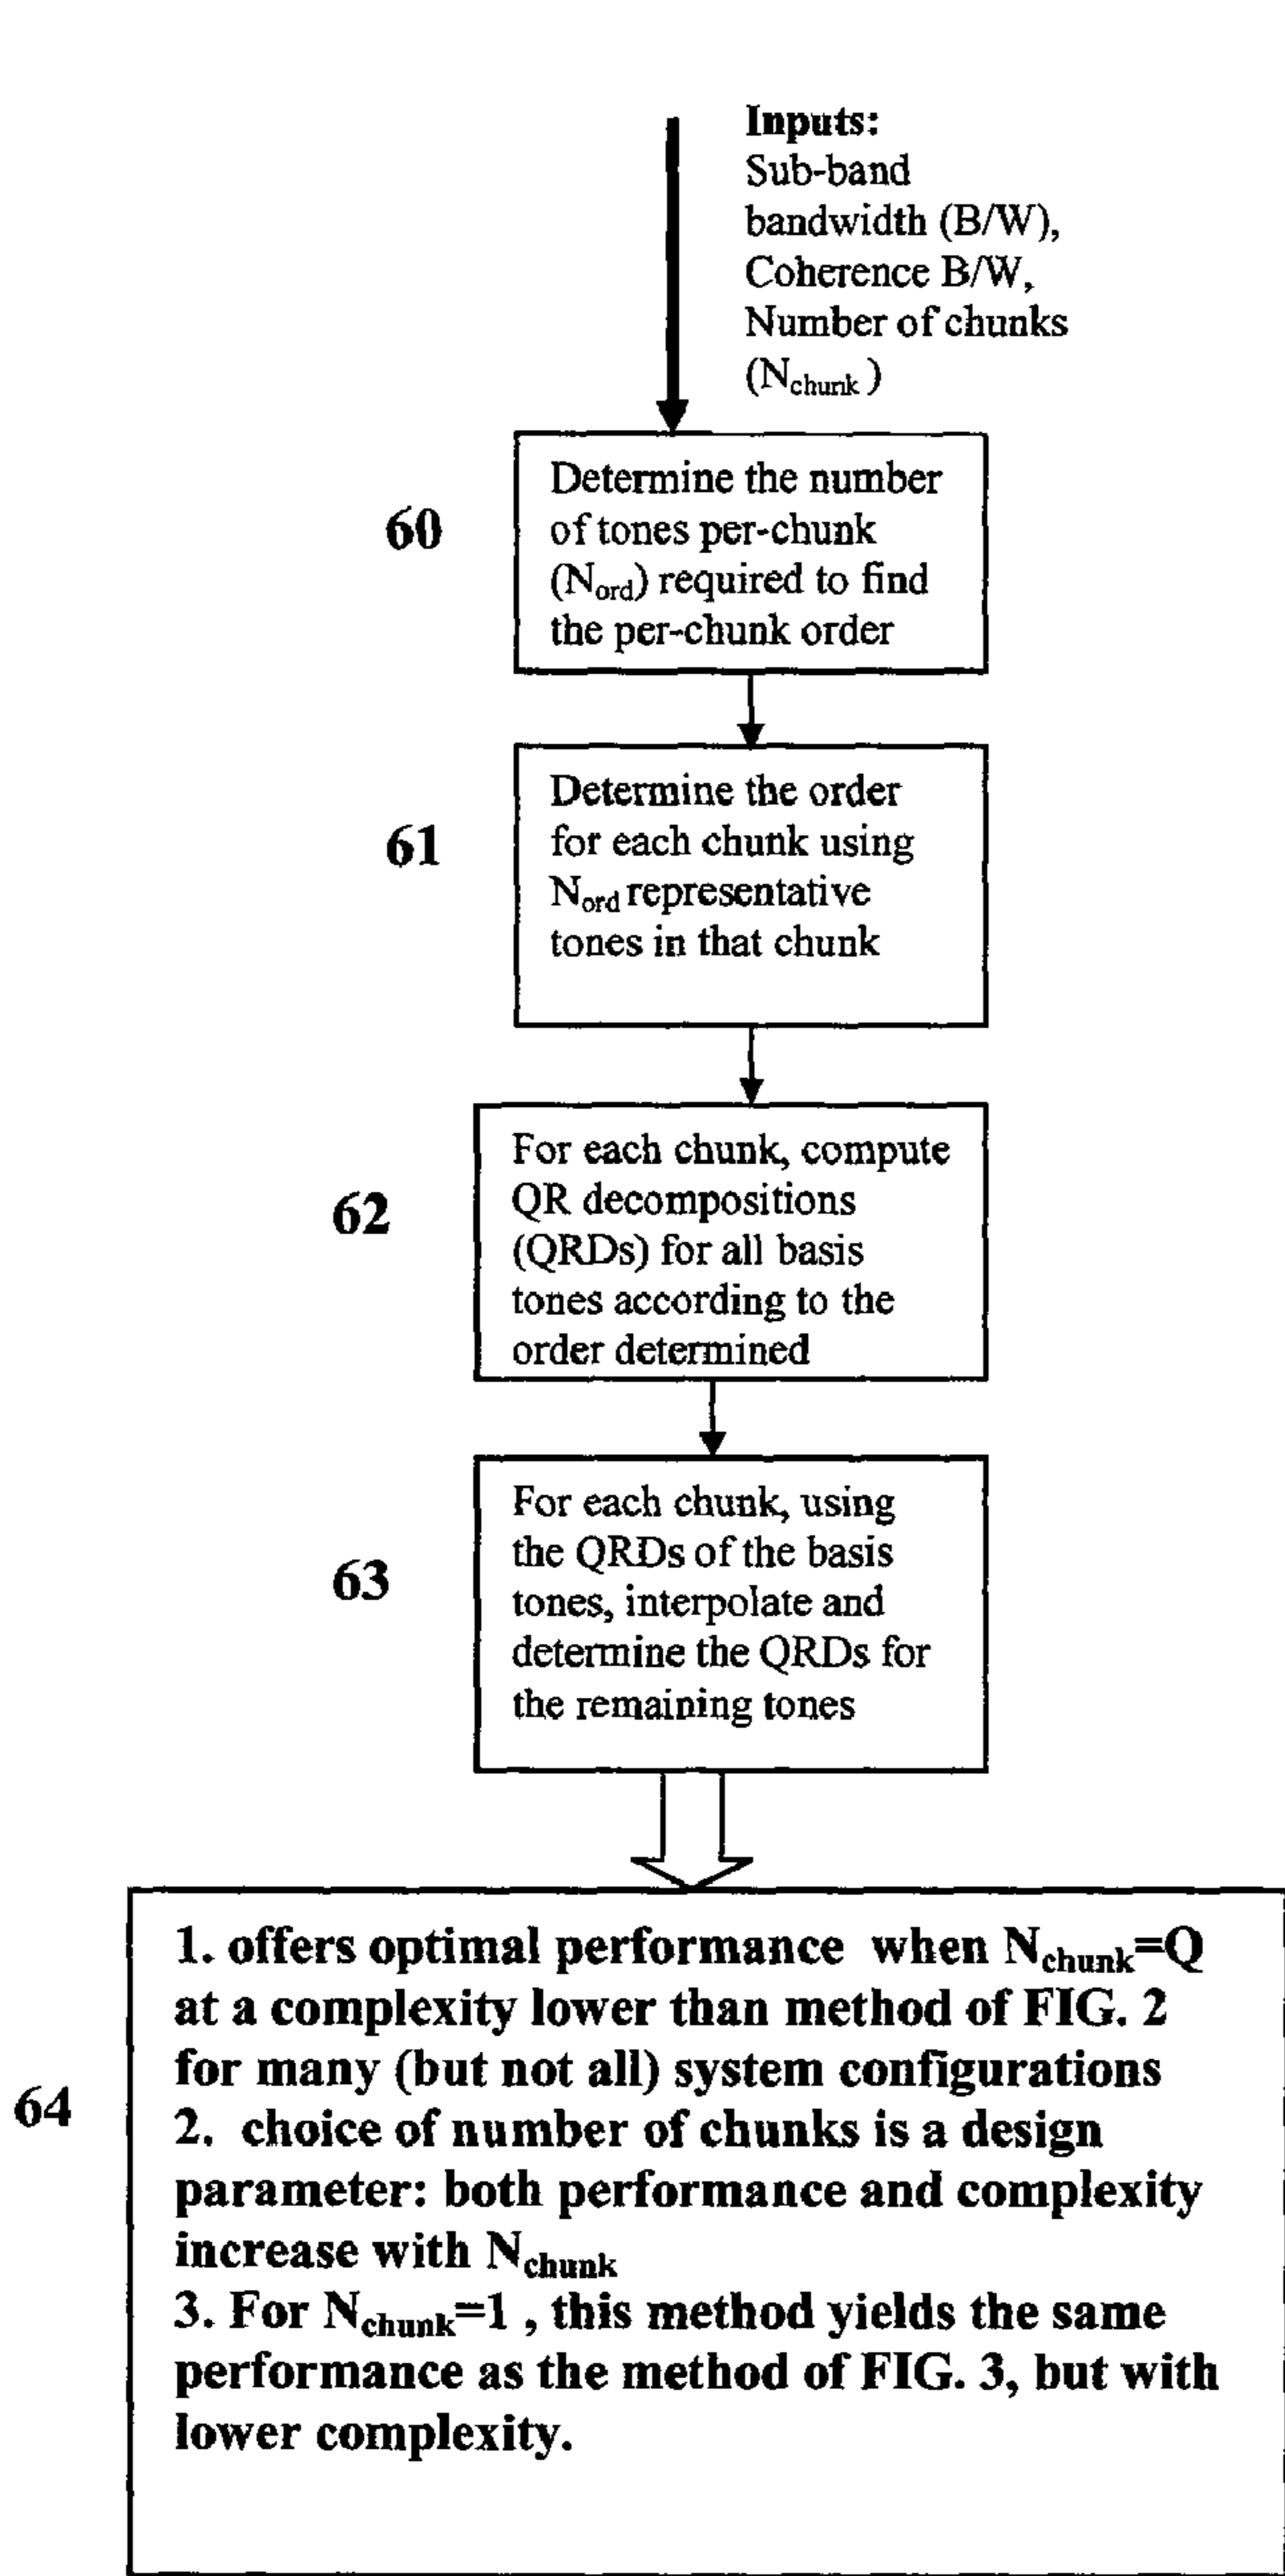 Inputs:
Sub-band
bandwidth (B/W),
Coherence B/W,
Number of chunks
(N_chunk)
60
Determine the number
of tones per-chunk
(N_ord) required to find
the per-chunk order
61
Determine the order
for each chunk using
N_ord representative
tones in that chunk
62
For each chunk, compute
QR decompositions
(QRDs) for all basis
tones according to the
order determined
63
For each chunk, using
the QRDs of the basis
tones, interpolate and
determine the QRDs for
the remaining tones
64
1. offers optimal performance when N_chunk=Q
at a complexity lower than method of FIG. 2
for many (but not all) system configurations
2. choice of number of chunks is a design
parameter: both performance and complexity
increase with N_chunk
3. For N_chunk=1 , this method yields the same
performance as the method of FIG. 3, but with
lower complexity.